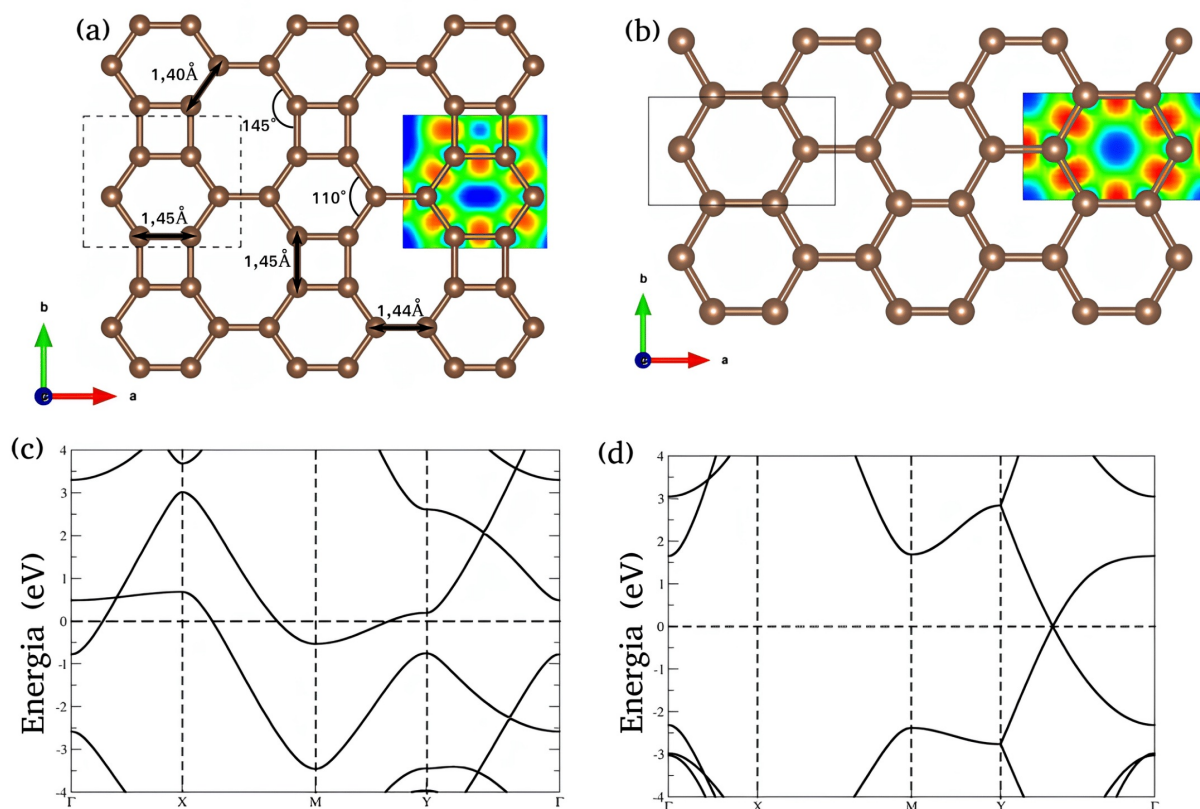 (a)
1,40Å
145°
110°
1,45Å
1,45Å
1,44Å
b
c
a
(b)
b
c
a
(c)
Energia (eV)
4
3
2
1
0
-1
-2
-3
-4
Γ X M Y Γ
(d)
Energia (eV)
4
3
2
1
0
-1
-2
-3
-4
Γ X M Y Γ